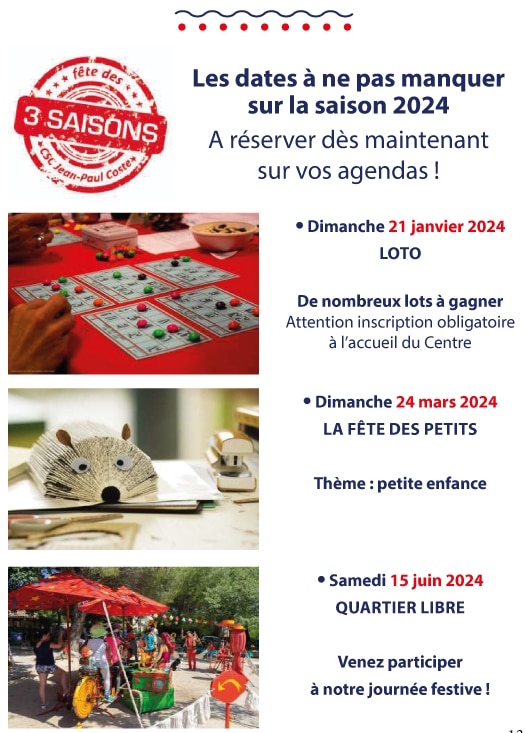 fête des
3 SAISONS
CSC Jean-Paul Coste
Les dates à ne pas manquer
sur la saison 2024
A réserver dès maintenant
sur vos agendas !
• Dimanche 21 janvier 2024
LOTO
De nombreux lots à gagner
Attention inscription obligatoire
à l'accueil du Centre
• Dimanche 24 mars 2024
LA FÊTE DES PETITS
Thème : petite enfance
• Samedi 15 juin 2024
QUARTIER LIBRE
Venez participer
à notre journée festive !